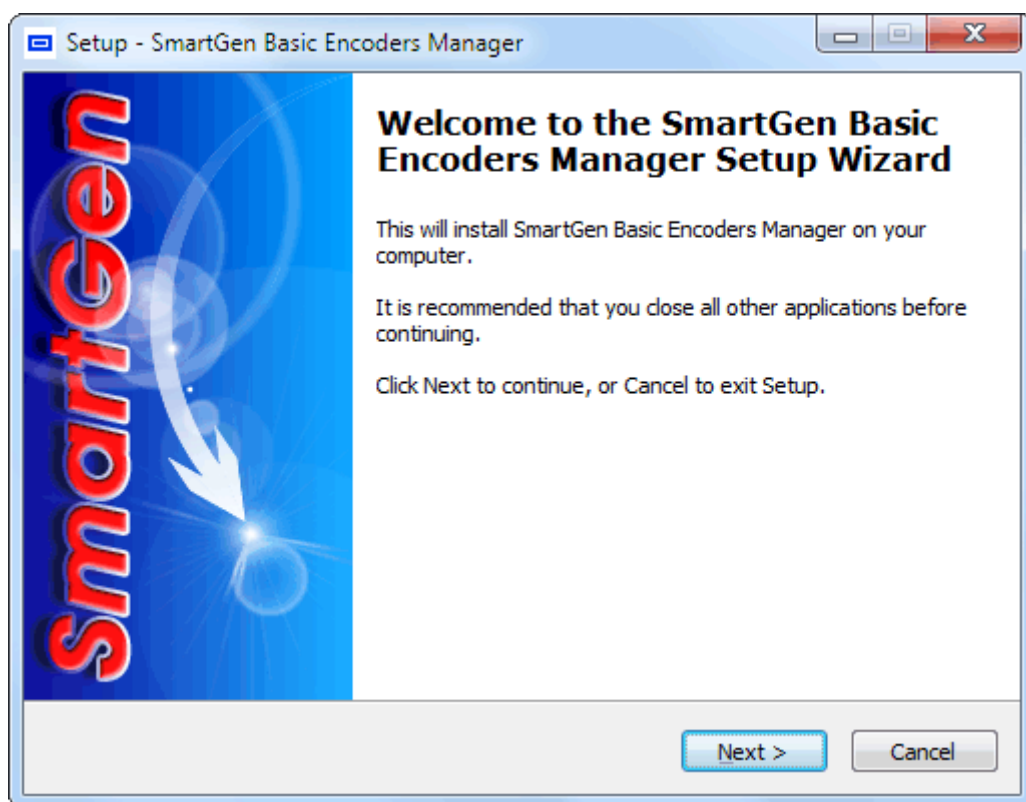 Setup - SmartGen Basic Encoders Manager
SmartGen
Welcome to the SmartGen Basic
Encoders Manager Setup Wizard
This will install SmartGen Basic Encoders Manager on your
computer.
It is recommended that you close all other applications before
continuing.
Click Next to continue, or Cancel to exit Setup.
Next >
Cancel